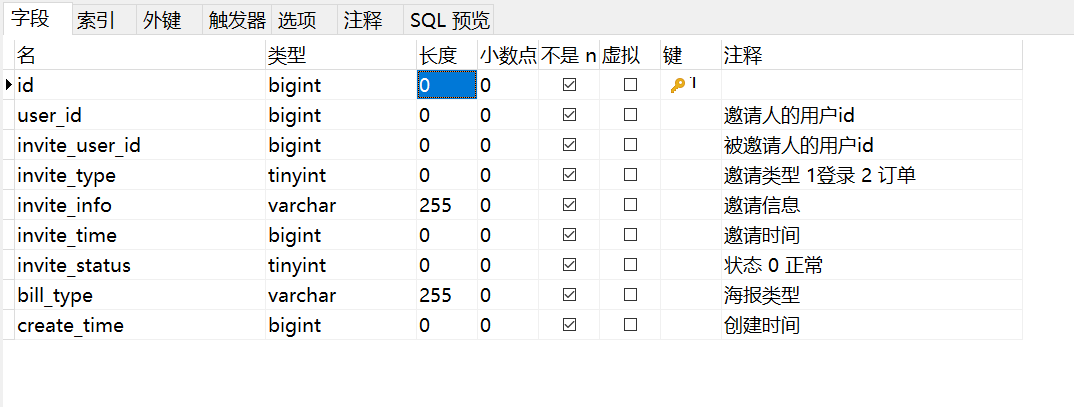 字段 索引 外键 触发器 选项 注释 SQL 预览
名 类型 长度 小数点 不是 n 虚拟 键 注释
id bigint 0 0 1
user_id bigint 0 0 邀请人的用户id
invite_user_id bigint 0 0 被邀请人的用户id
invite_type tinyint 0 0 邀请类型 1登录 2 订单
invite_info varchar 255 0 邀请信息
invite_time bigint 0 0 邀请时间
invite_status tinyint 0 0 状态 0 正常
bill_type varchar 255 0 海报类型
create_time bigint 0 0 创建时间